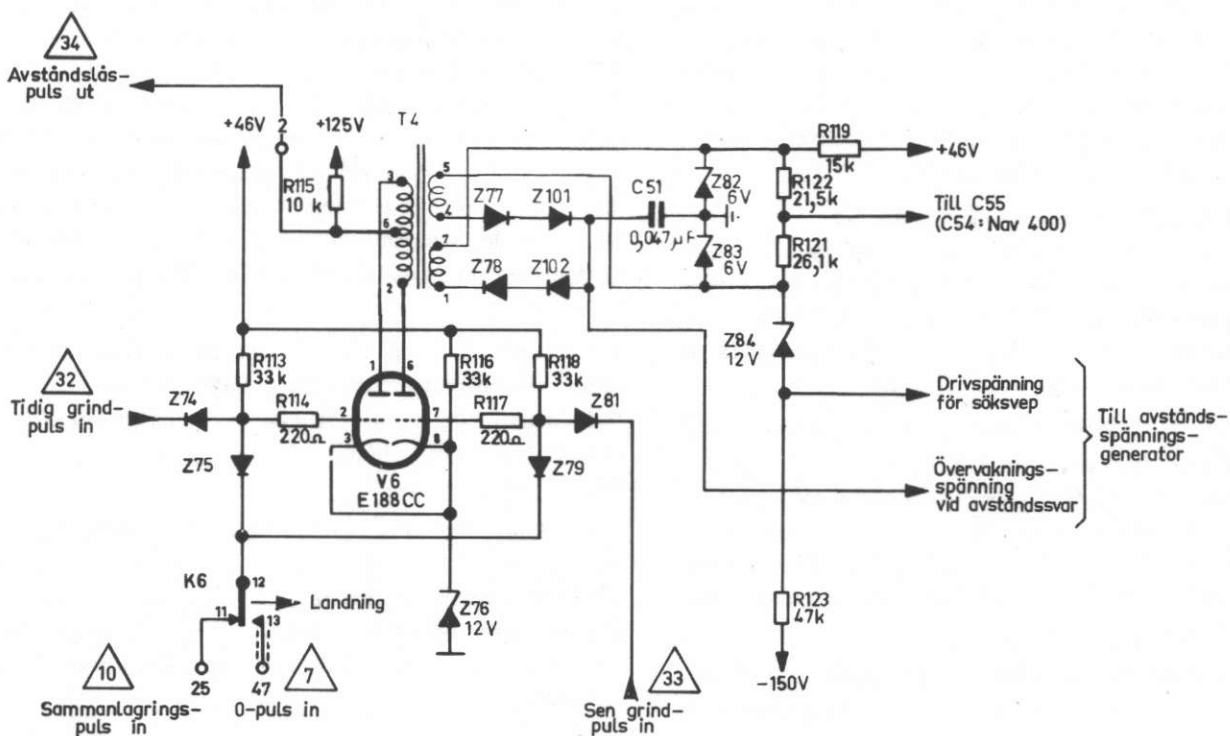 34
Avståndslås-
puls ut
+46V
2
+125V
T4
R115
10 k
3
6
2
5
4
7
1
Z77
Z101
Z78
Z102
C51
0,047µF
Z82
6V
Z83
6V
R119
15k
+46V
R122
21,5k
Till C55
(C54:Nav 400)
R121
26,1k
Z84
12V
32
Tidig grind-
puls in
Z74
R113
33k
R114
220Ω
Z75
1
6
2
7
3
8
V6
E188CC
R116
33k
R118
33k
R117
220Ω
Z81
Z79
Drivspänning
för söksvep
Övervaknings-
spänning
vid avståndssvar
Till avstånds-
spännings-
generator
K6
12
11
13
Landning
Z76
12V
R123
47k
-150V
10
25
47
7
Sammanlagrings-
puls in
0-puls in
33
Sen grind-
puls in